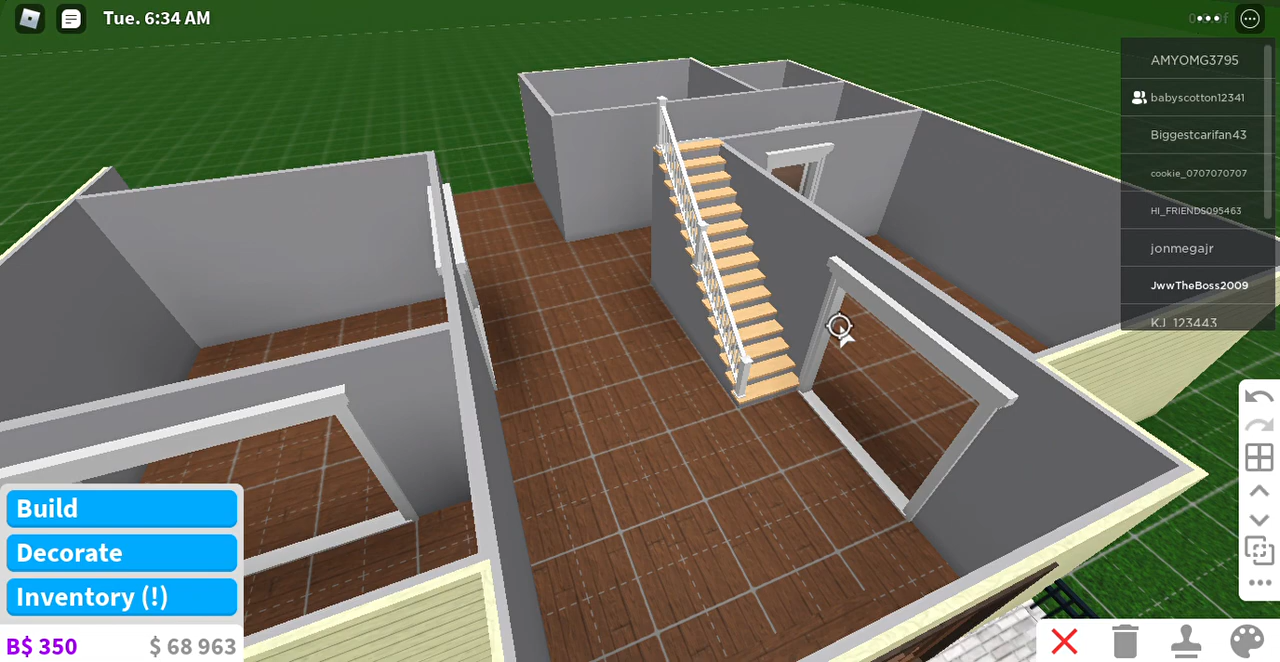 Tue. 6:34 AM
AMYOMG3795
babyscotton12341
Biggestcarifan43
cookie_0707070707
HI_FRIENDS095463
jonmegajr
JwwTheBoss2009
KJ_123443
Build
Decorate
Inventory (!)
B$ 350
$ 68 963